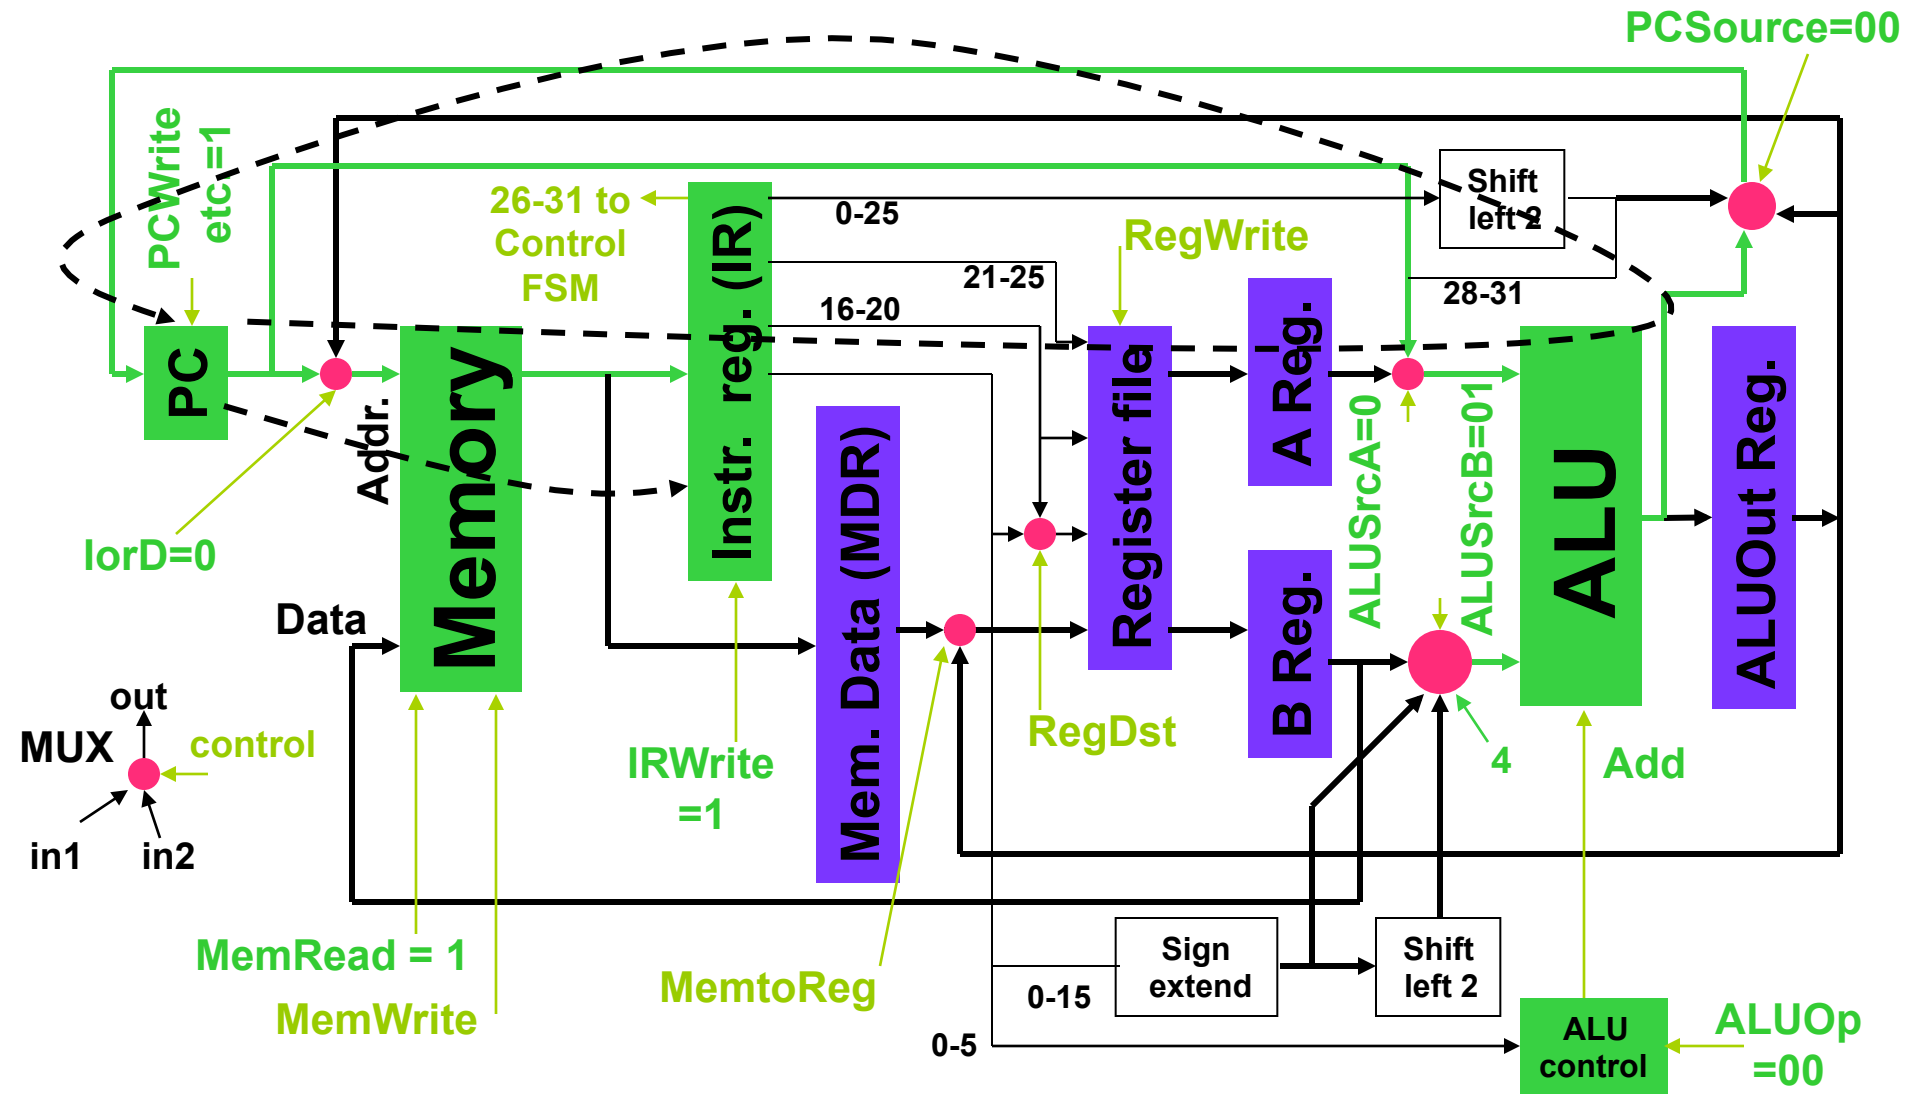 PCSource=00
PCWrite
etc.=1
26-31 to
Control
FSM
0-25
Shift
left 2
RegWrite
21-25
16-20
28-31
PC
Addr.
Memory
Instr. reg. (IR)
Mem. Data (MDR)
Register file
A Reg.
B Reg.
ALUSrcA=0
ALUSrcB=01
ALU
ALUOut Reg.
IorD=0
Data
out
MUX
control
in1
in2
IRWrite
=1
RegDst
4
Add
MemRead = 1
MemWrite
MemtoReg
Sign
extend
Shift
left 2
0-15
0-5
ALU
control
ALUOp
=00